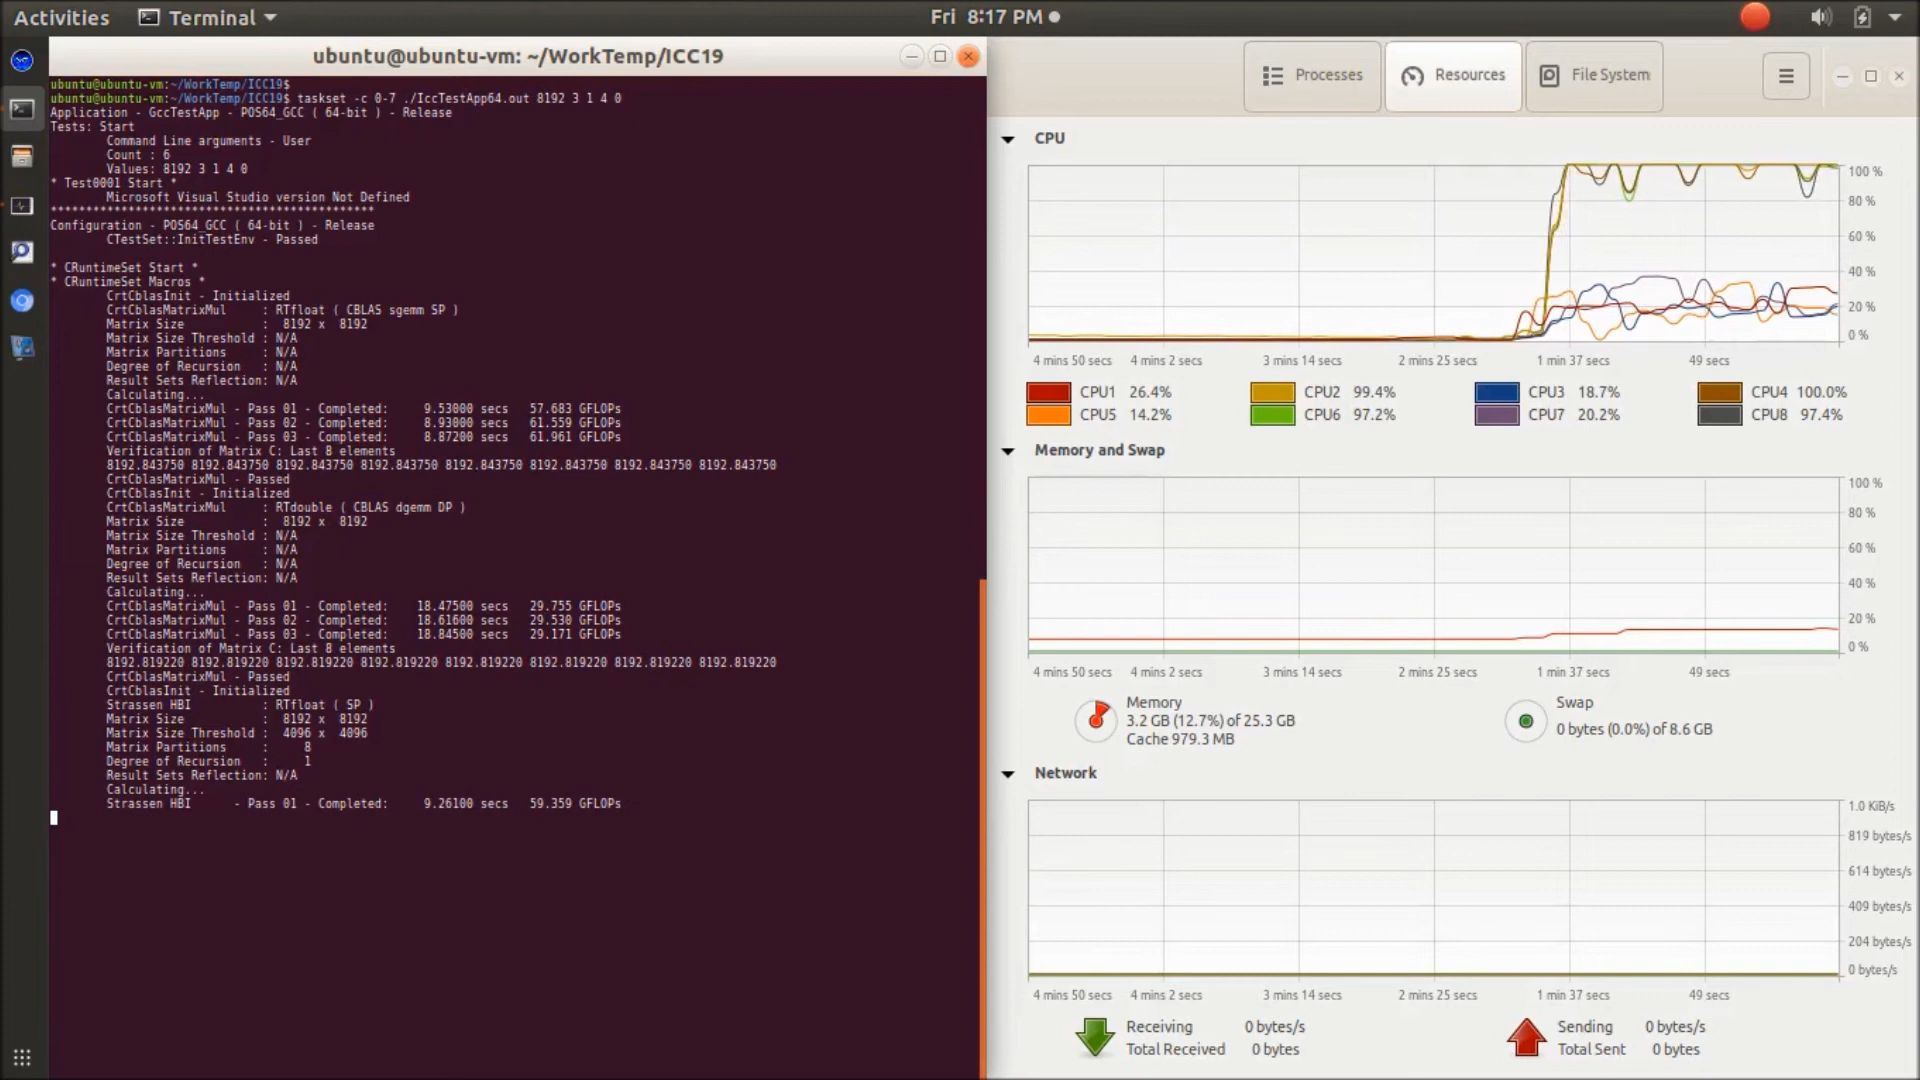 Activities
Terminal
Fri 8:17 PM
ubuntu@ubuntu-vm: ~/WorkTemp/ICC19
ubuntu@ubuntu-vm:~/WorkTemp/ICC19$
ubuntu@ubuntu-vm:~/WorkTemp/ICC19$ taskset -c 0-7 ./IccTestApp64.out 8192 3 1 4 0
Application - GccTestApp - POS64_GCC ( 64-bit ) - Release
Tests: Start
Command Line arguments - User
Count : 6
Values: 8192 3 1 4 0
* Test0001 Start *
Microsoft Visual Studio version Not Defined
**********************************************
Configuration - POS64_GCC ( 64-bit ) - Release
CTestSet::InitTestEnv - Passed
* CRuntimeSet Start *
* CRuntimeSet Macros *
CrtCblasInit - Initialized
CrtCblasMatrixMul : RTfloat ( CBLAS sgemm SP )
Matrix Size : 8192 x 8192
Matrix Size Threshold : N/A
Matrix Partitions : N/A
Degree of Recursion : N/A
Result Sets Reflection: N/A
Calculating...
CrtCblasMatrixMul - Pass 01 - Completed: 9.53000 secs 57.683 GFLOPs
CrtCblasMatrixMul - Pass 02 - Completed: 8.93000 secs 61.559 GFLOPs
CrtCblasMatrixMul - Pass 03 - Completed: 8.87200 secs 61.961 GFLOPs
Verification of Matrix C: Last 8 elements
8192.843750 8192.843750 8192.843750 8192.843750 8192.843750 8192.843750 8192.843750 8192.843750
CrtCblasMatrixMul - Passed
CrtCblasInit - Initialized
CrtCblasMatrixMul : RTdouble ( CBLAS dgemm DP )
Matrix Size : 8192 x 8192
Matrix Size Threshold : N/A
Matrix Partitions : N/A
Degree of Recursion : N/A
Result Sets Reflection: N/A
Calculating...
CrtCblasMatrixMul - Pass 01 - Completed: 18.47500 secs 29.755 GFLOPs
CrtCblasMatrixMul - Pass 02 - Completed: 18.61600 secs 29.530 GFLOPs
CrtCblasMatrixMul - Pass 03 - Completed: 18.84500 secs 29.171 GFLOPs
Verification of Matrix C: Last 8 elements
8192.819220 8192.819220 8192.819220 8192.819220 8192.819220 8192.819220 8192.819220 8192.819220
CrtCblasMatrixMul - Passed
CrtCblasInit - Initialized
Strassen HBI : RTfloat ( SP )
Matrix Size : 8192 x 8192
Matrix Size Threshold : 4096 x 4096
Matrix Partitions : 8
Degree of Recursion : 1
Result Sets Reflection: N/A
Calculating...
Strassen HBI - Pass 01 - Completed: 9.26100 secs 59.359 GFLOPs
Processes
Resources
File System
CPU
100 %
80 %
60 %
40 %
20 %
0 %
4 mins 50 secs 4 mins 2 secs 3 mins 14 secs 2 mins 25 secs 1 min 37 secs 49 secs
CPU1 26.4% CPU2 99.4% CPU3 18.7% CPU4 100.0%
CPU5 14.2% CPU6 97.2% CPU7 20.2% CPU8 97.4%
Memory and Swap
100 %
80 %
60 %
40 %
20 %
0 %
4 mins 50 secs 4 mins 2 secs 3 mins 14 secs 2 mins 25 secs 1 min 37 secs 49 secs
Memory
3.2 GB (12.7%) of 25.3 GB
Cache 979.3 MB
Swap
0 bytes (0.0%) of 8.6 GB
Network
1.0 KiB/s
819 bytes/s
614 bytes/s
409 bytes/s
204 bytes/s
0 bytes/s
4 mins 50 secs 4 mins 2 secs 3 mins 14 secs 2 mins 25 secs 1 min 37 secs 49 secs
Receiving 0 bytes/s
Total Received 0 bytes
Sending 0 bytes/s
Total Sent 0 bytes